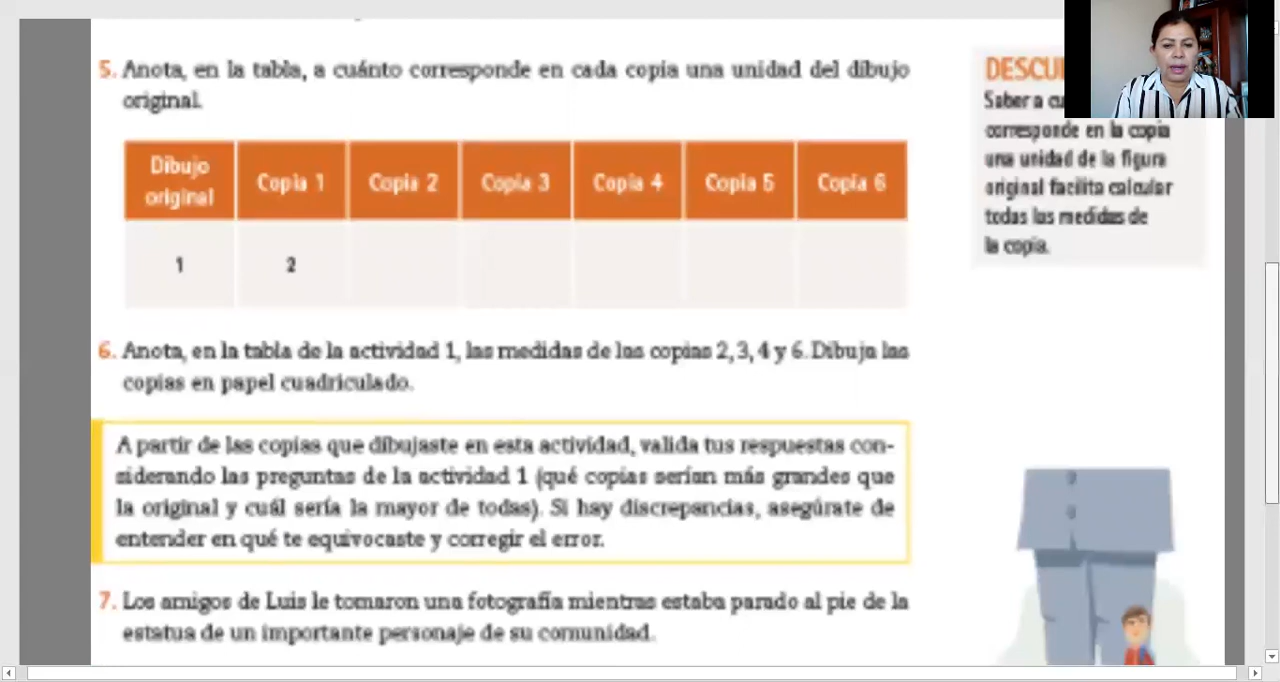 5. Anota, en la tabla, a cuánto corresponde en cada copia una unidad del dibujo
original.
Dibujo
original
Copia 1
Copia 2
Copia 3
Copia 4
Copia 5
Copia 6
1
2
6. Anota, en la tabla de la actividad 1, las medidas de las copias 2, 3, 4 y 6. Dibuja las
copias en papel cuadriculado.
A partir de las copias que dibujaste en esta actividad, valida tus respuestas con-
siderando las preguntas de la actividad 1 (qué copias serían más grandes que
la original y cuál sería la mayor de todas). Si hay discrepancias, asegúrate de
entender en qué te equivocaste y corregir el error.
7. Los amigos de Luis le tomaron una fotografía mientras estaba parado al pie de la
estatua de un importante personaje de su comunidad.
Saber a
corresponde en la copia
una unidad de la figura
original facilita calcular
todas las medidas de
la copia.